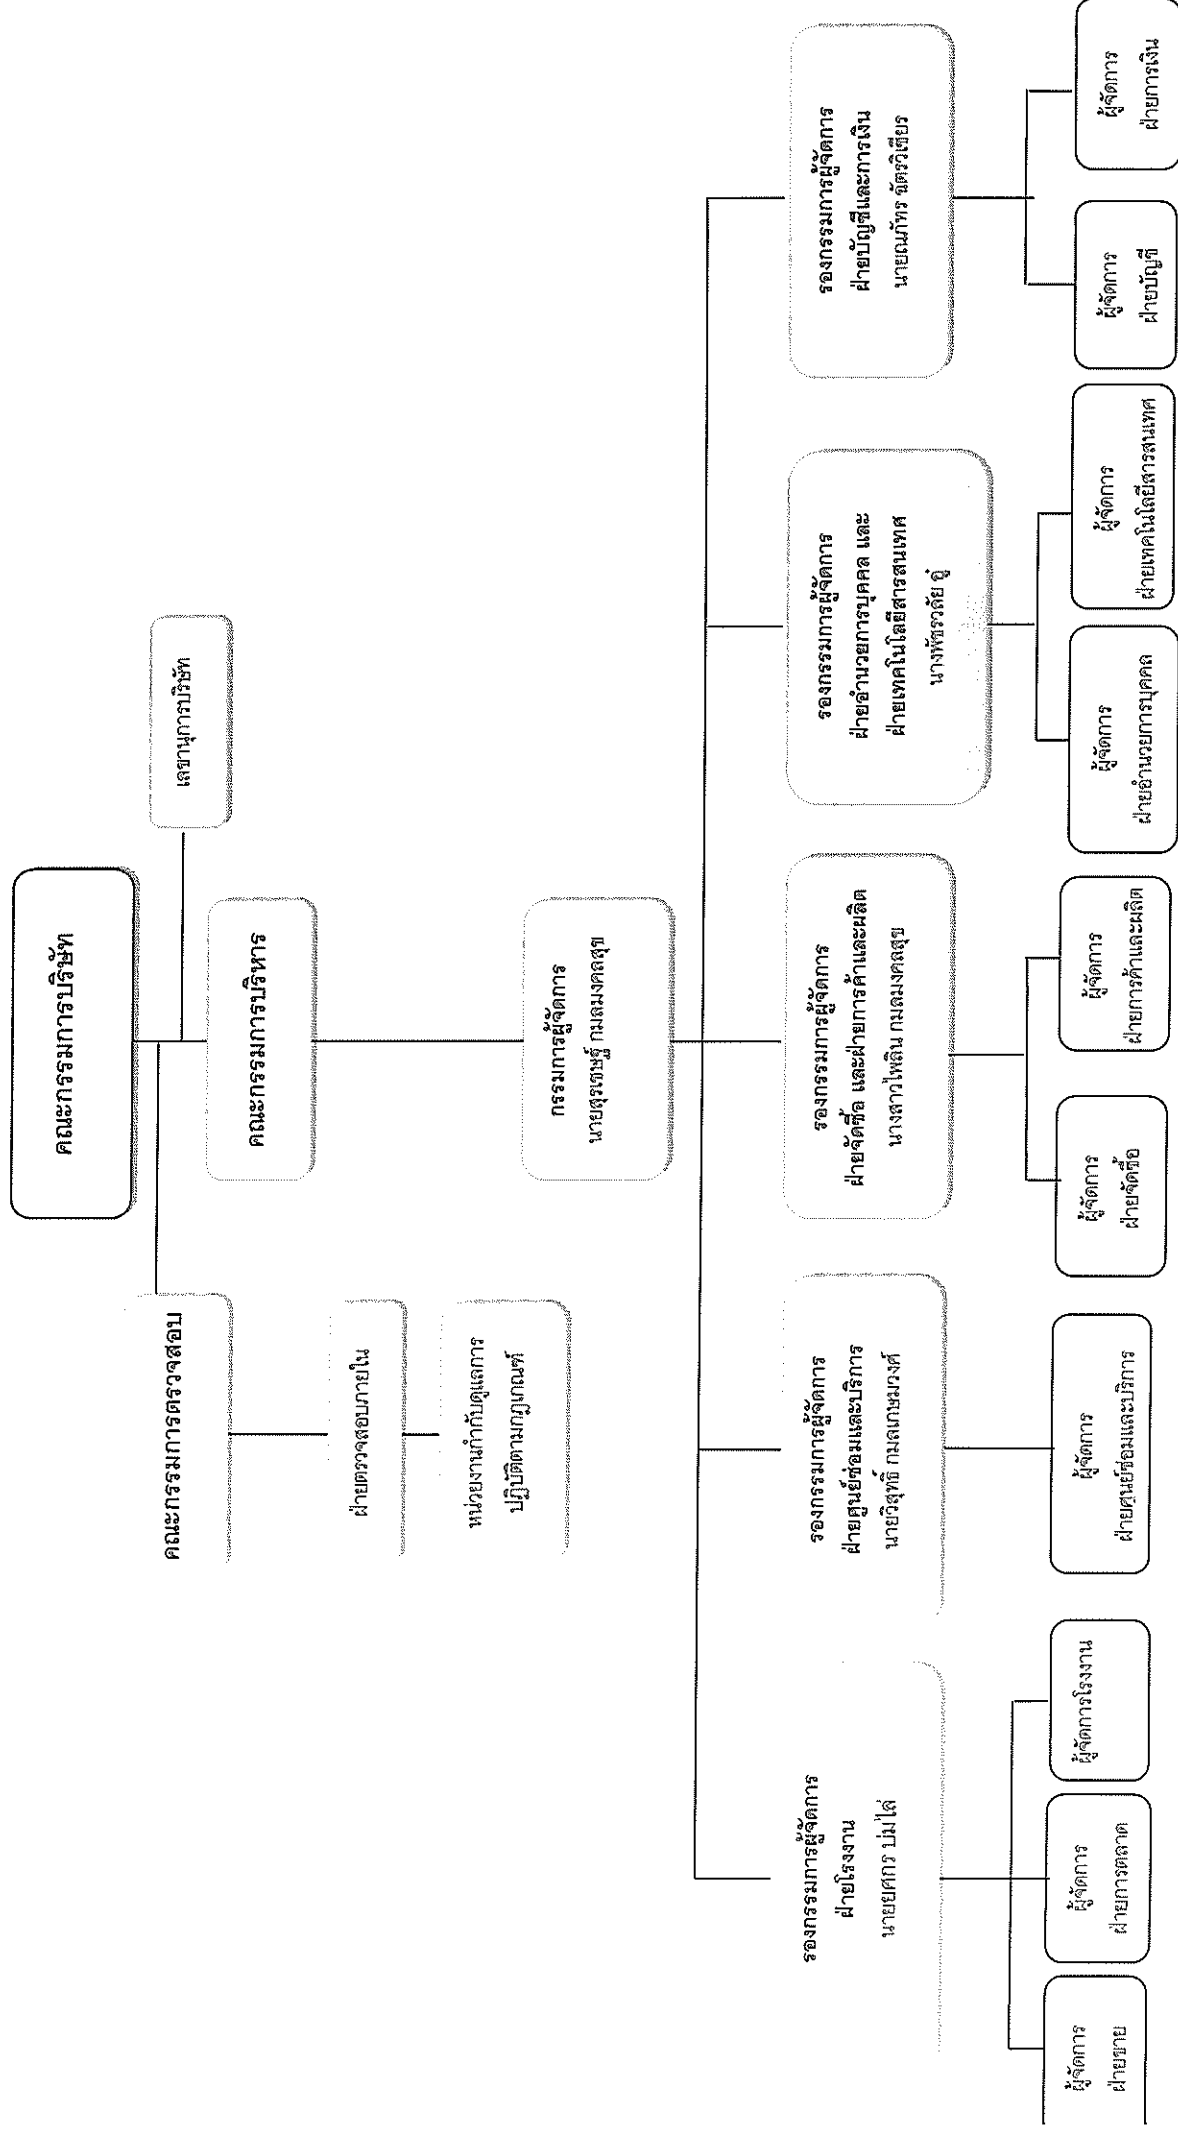 คณะกรรมการบริษัท
เลขานุการบริษัท
คณะกรรมการตรวจสอบ
คณะกรรมการบริหาร
ฝ่ายตรวจสอบภายใน
หน่วยงานกำกับดูแลการ
ปฏิบัติตามกฎเกณฑ์
กรรมการผู้จัดการ
นายสุรเชษฐ์ กมลมงคลสุข
รองกรรมการผู้จัดการ
ฝ่ายโรงงาน
นายยศกร บ่มไล่
รองกรรมการผู้จัดการ
ฝ่ายศูนย์ซ่อมและบริการ
นายวิสุทธิ์ กมลเกษมวงศ์
รองกรรมการผู้จัดการ
ฝ่ายจัดซื้อ และฝ่ายการค้าและผลิต
นางสาวไพลิน กมลมงคลสุข
รองกรรมการผู้จัดการ
ฝ่ายอำนวยการบุคคล และ
ฝ่ายเทคโนโลยีสารสนเทศ
นางพัชรวลัย อู๋
รองกรรมการผู้จัดการ
ฝ่ายบัญชีและการเงิน
นายณภัทร ฉัตรวิเชียร
ผู้จัดการ
ฝ่ายขาย
ผู้จัดการ
ฝ่ายการตลาด
ผู้จัดการโรงงาน
ผู้จัดการ
ฝ่ายศูนย์ซ่อมและบริการ
ผู้จัดการ
ฝ่ายจัดซื้อ
ผู้จัดการ
ฝ่ายการค้าและผลิต
ผู้จัดการ
ฝ่ายอำนวยการบุคคล
ผู้จัดการ
ฝ่ายเทคโนโลยีสารสนเทศ
ผู้จัดการ
ฝ่ายบัญชี
ผู้จัดการ
ฝ่ายการเงิน